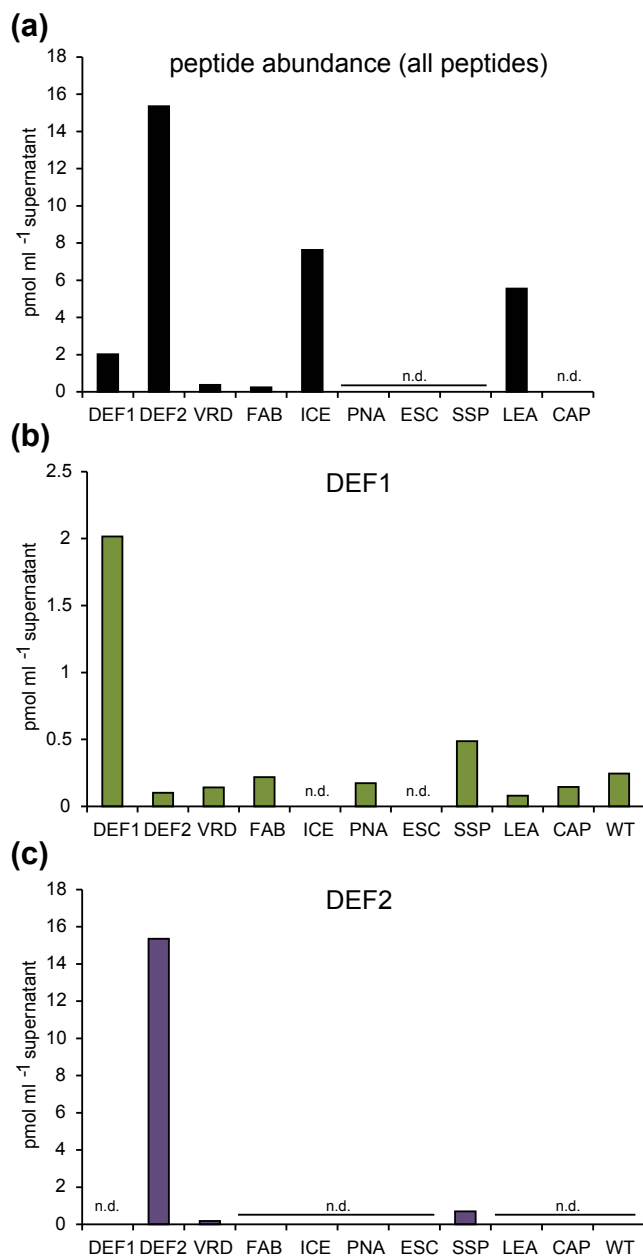 (a)
peptide abundance (all peptides)
pmol ml -1 supernatant
18
16
14
12
10
8
6
4
2
0
n.d.
n.d.
DEF1 DEF2 VRD FAB ICE PNA ESC SSP LEA CAP
(b)
DEF1
pmol ml -1 supernatant
2.5
2
1.5
1
0.5
0
n.d.
n.d.
DEF1 DEF2 VRD FAB ICE PNA ESC SSP LEA CAP WT
(c)
DEF2
pmol ml -1 supernatant
18
16
14
12
10
8
6
4
2
0
n.d.
n.d.
n.d.
DEF1 DEF2 VRD FAB ICE PNA ESC SSP LEA CAP WT